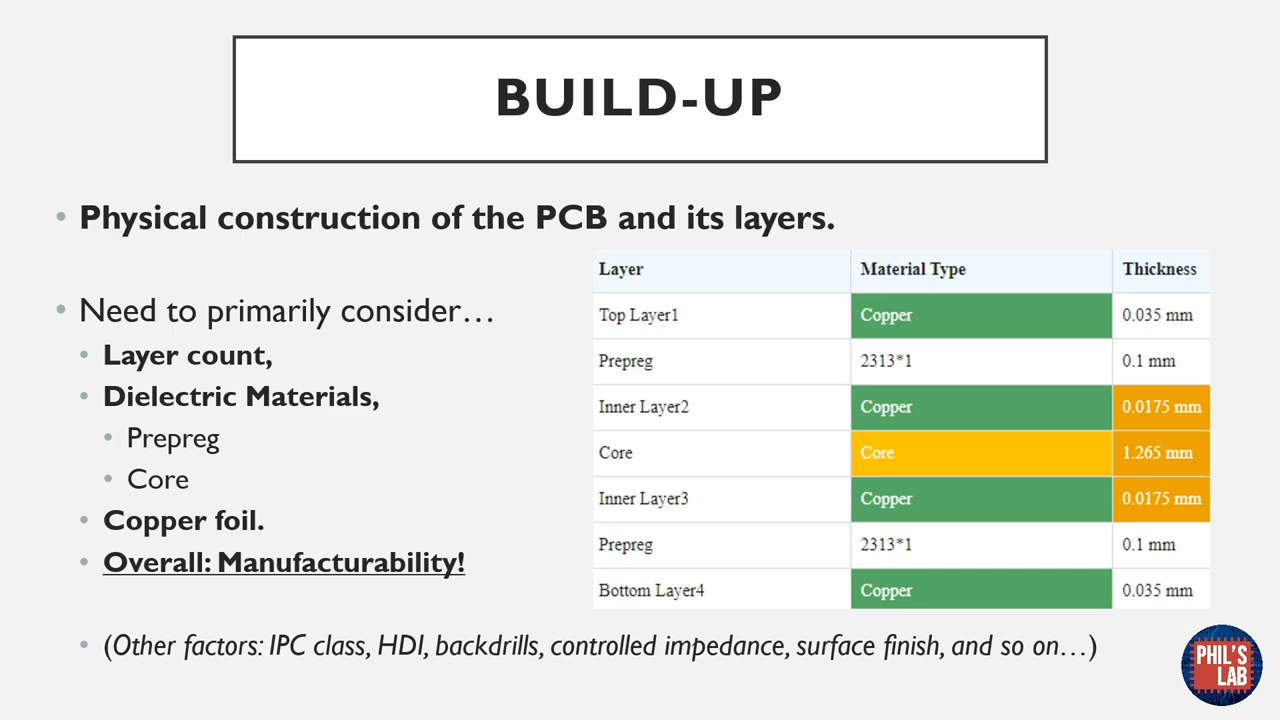 BUILD-UP
• Physical construction of the PCB and its layers.
• Need to primarily consider…
• Layer count,
• Dielectric Materials,
• Prepreg
• Core
• Copper foil.
• Overall: Manufacturability!
Layer Material Type Thickness
Top Layer1 Copper 0.035 mm
Prepreg 2313*1 0.1 mm
Inner Layer2 Copper 0.0175 mm
Core Core 1.265 mm
Inner Layer3 Copper 0.0175 mm
Prepreg 2313*1 0.1 mm
Bottom Layer4 Copper 0.035 mm
• (Other factors: IPC class, HDI, backdrills, controlled impedance, surface finish, and so on…)
PHIL'S
LAB